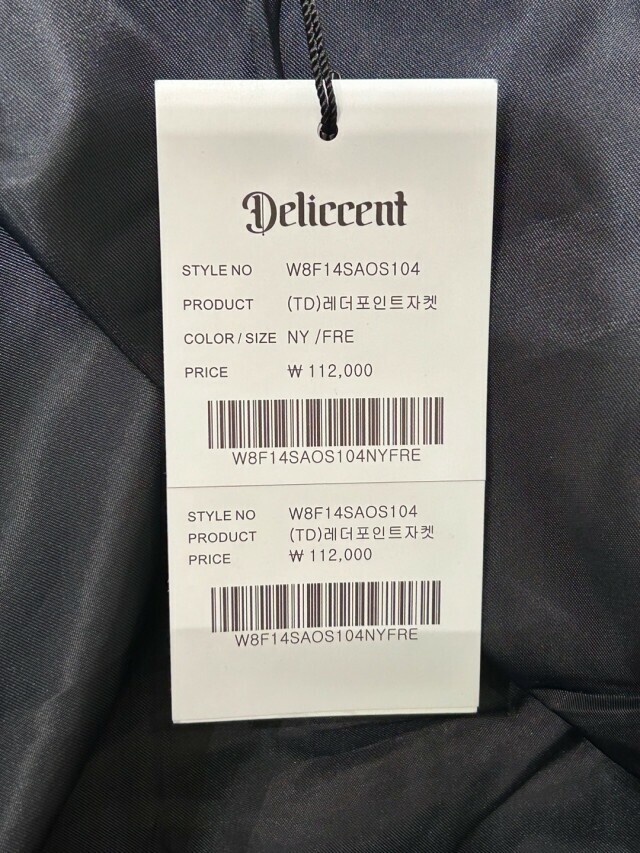 Deliccent
STYLE NO W8F14SAOS104
PRODUCT (TD)레더포인트자켓
COLOR / SIZE NY /FRE
PRICE ₩ 112,000
W8F14SAOS104NYFRE
STYLE NO W8F14SAOS104
PRODUCT (TD)레더포인트자켓
PRICE ₩ 112,000
W8F14SAOS104NYFRE